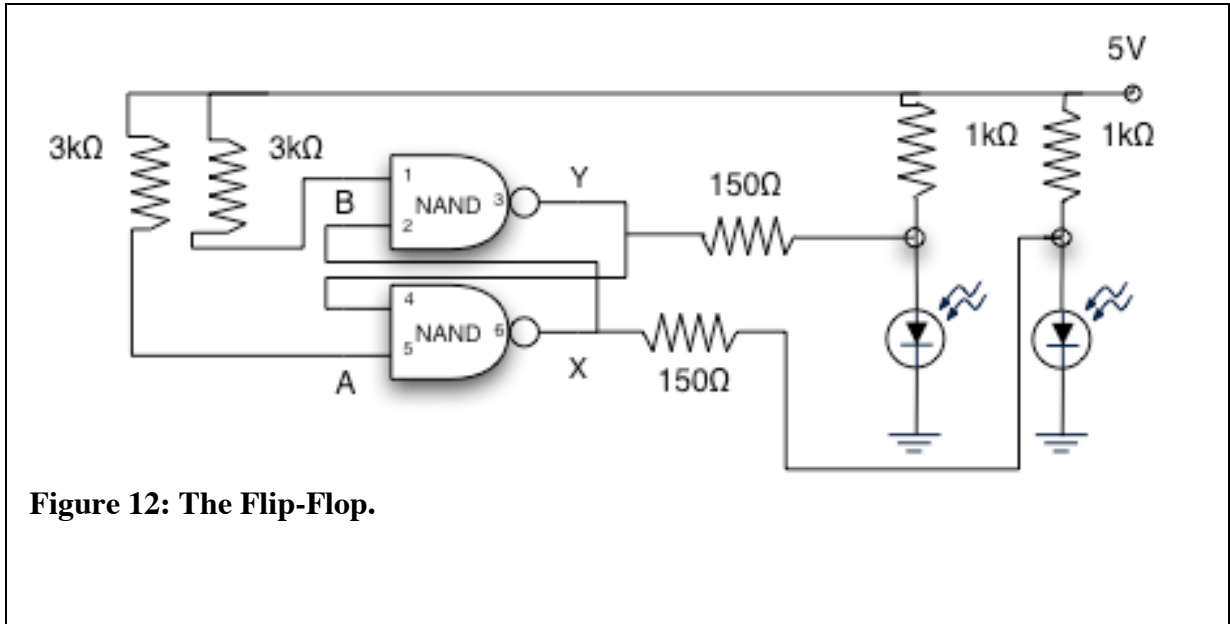 5V
3kΩ 3kΩ 1kΩ 1kΩ
1 NAND 3 Y 150Ω
B 2
4 NAND 6
5
A X 150Ω
Figure 12: The Flip-Flop.